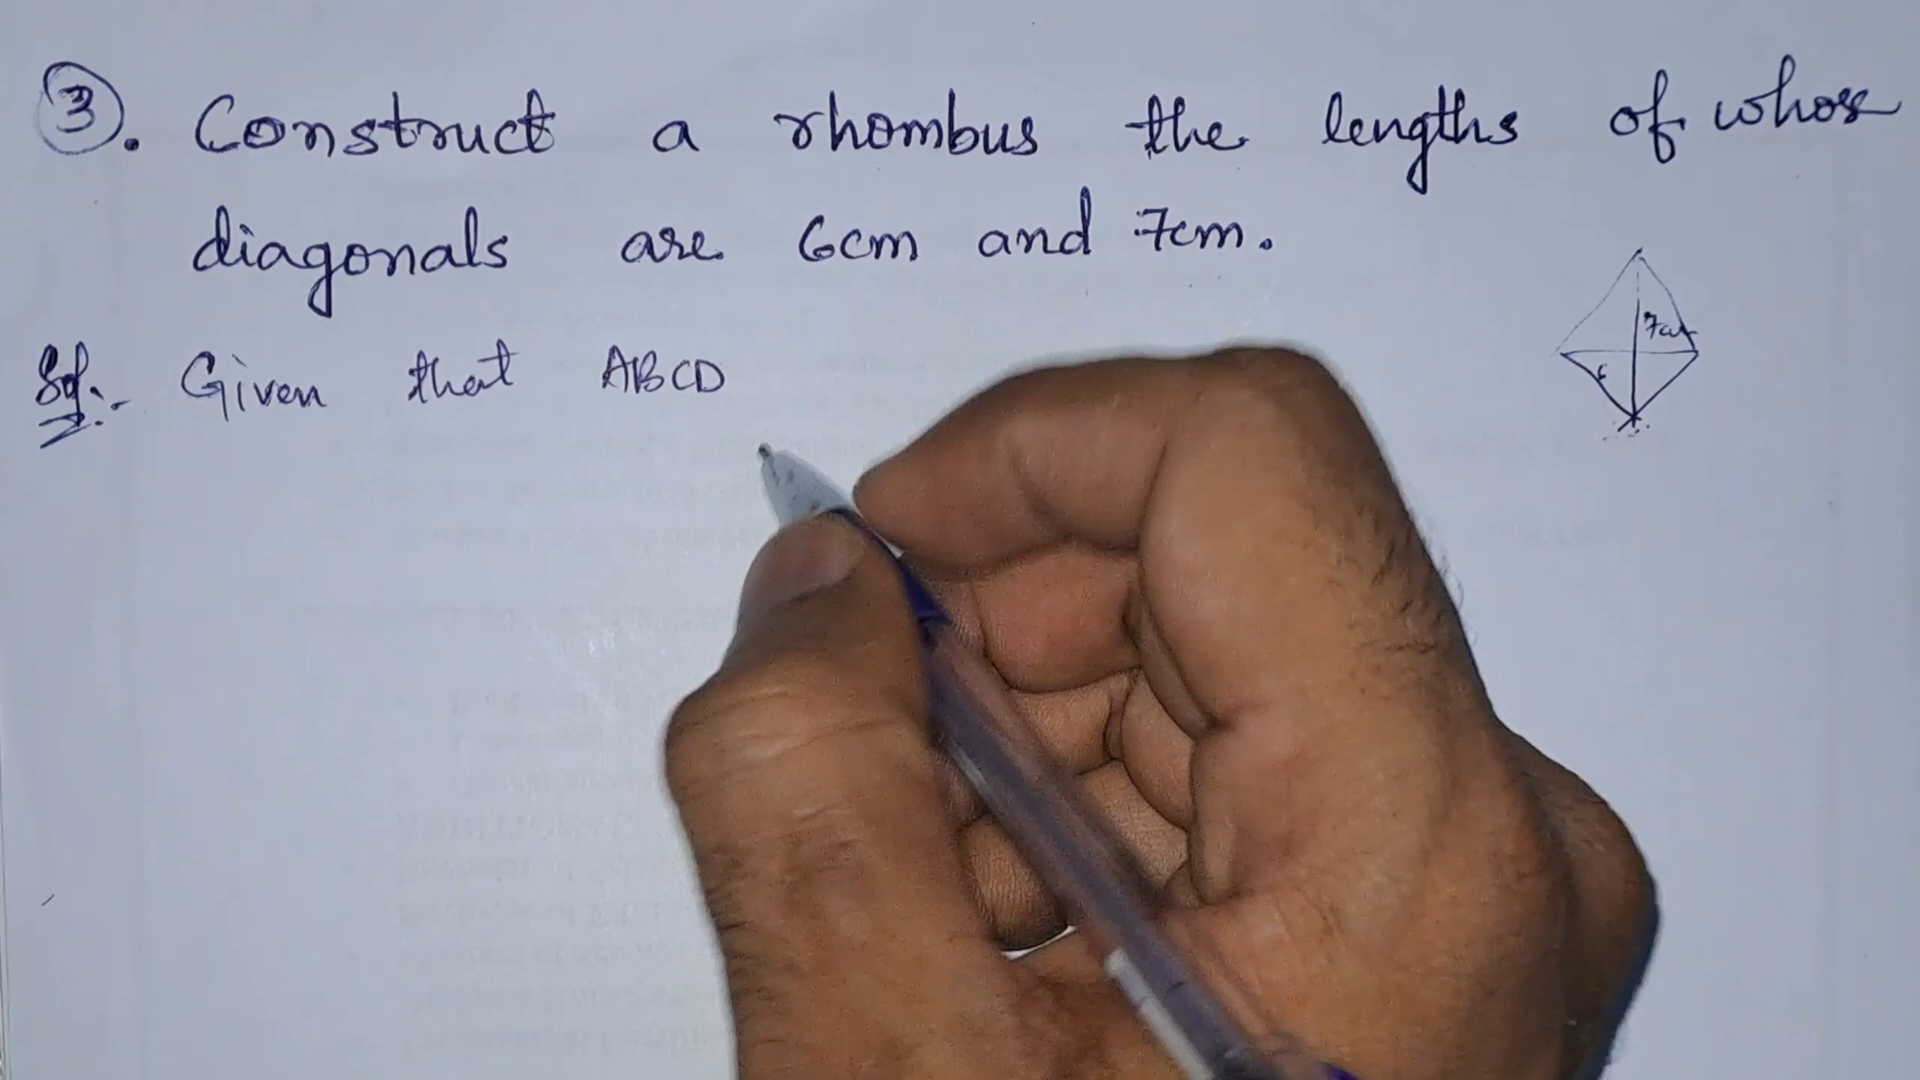 3. Construct a rhombus the lengths of whose
diagonals are 6cm and 7cm.
7cm
6
Sol:- Given that ABCD